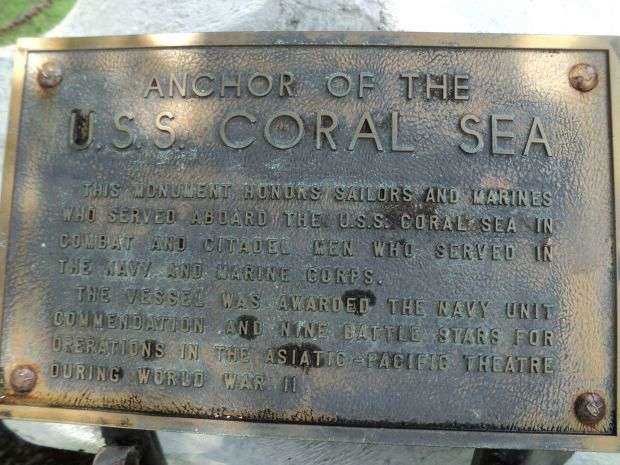 ANCHOR OF THE
U.S.S. CORAL SEA
THIS MONUMENT HONORS SAILORS AND MARINES
WHO SERVED ABOARD THE U.S.S. CORAL SEA IN
COMBAT AND CITADEL MEN WHO SERVED IN
THE NAVY AND MARINE CORPS.
THE VESSEL WAS AWARDED THE NAVY UNIT
COMMENDATION AND NINE BATTLE STARS FOR
OPERATIONS IN THE ASIATIC-PACIFIC THEATRE
DURING WORLD WAR II